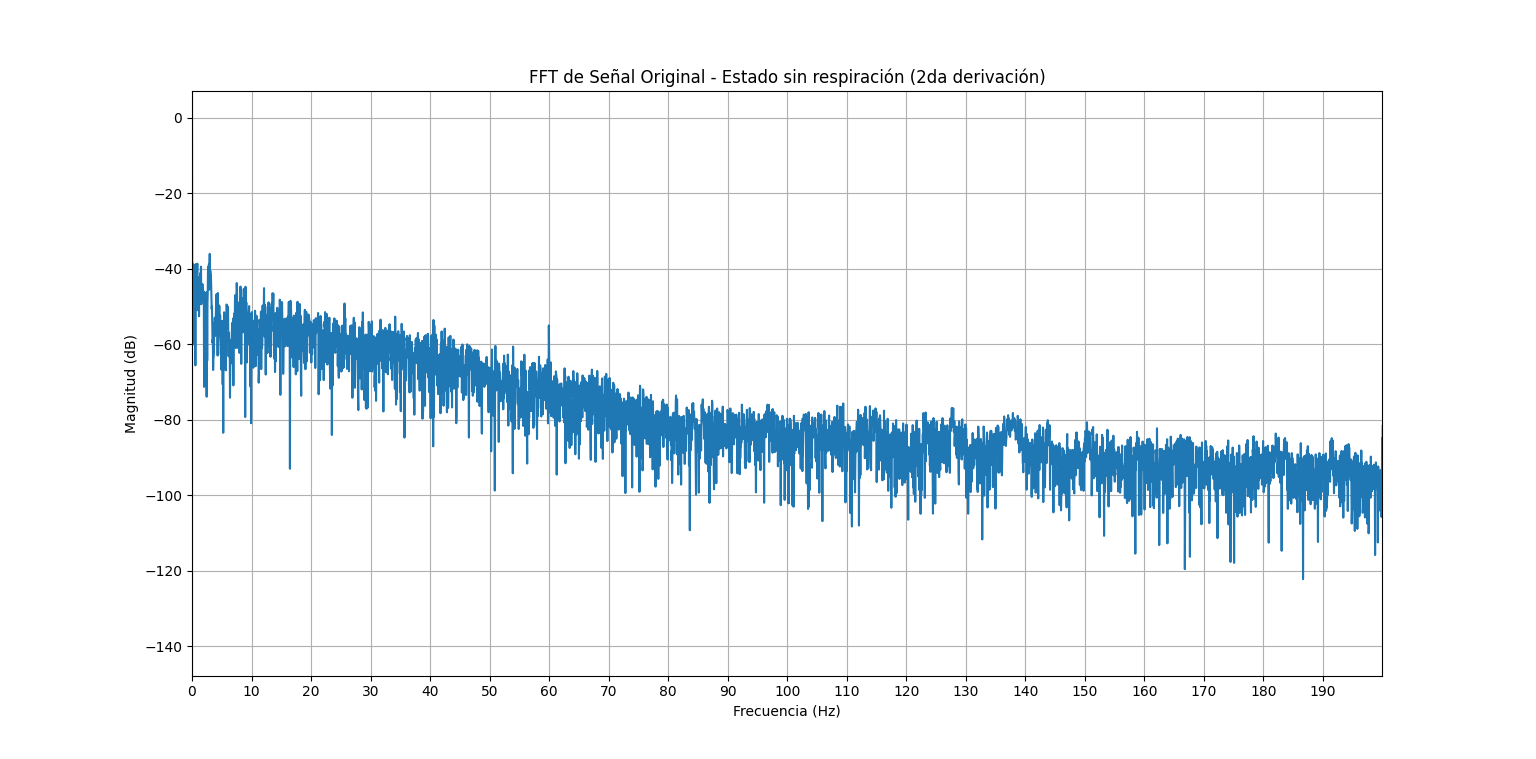 FFT de Señal Original - Estado sin respiración (2da derivación)
Magnitud (dB)
0
−20
−40
−60
−80
−100
−120
−140
0 10 20 30 40 50 60 70 80 90 100 110 120 130 140 150 160 170 180 190
Frecuencia (Hz)